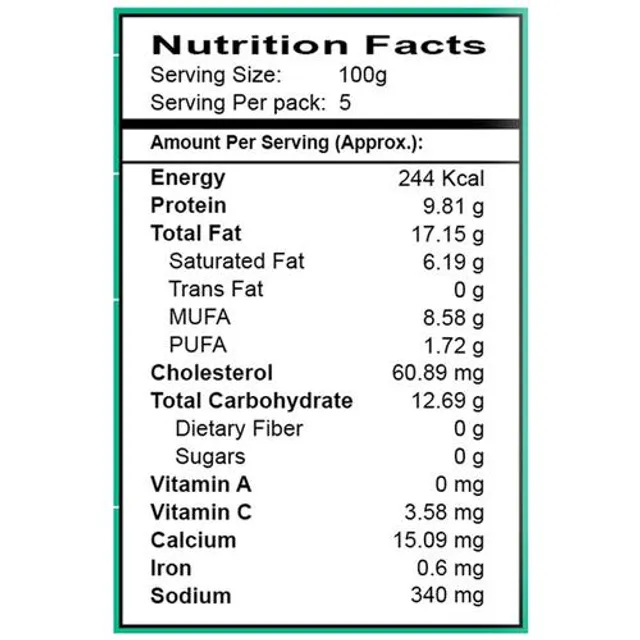 Nutrition Facts
Serving Size: 100g
Serving Per pack: 5
Amount Per Serving (Approx.):
Energy 244 Kcal
Protein 9.81 g
Total Fat 17.15 g
Saturated Fat 6.19 g
Trans Fat 0 g
MUFA 8.58 g
PUFA 1.72 g
Cholesterol 60.89 mg
Total Carbohydrate 12.69 g
Dietary Fiber 0 g
Sugars 0 g
Vitamin A 0 mg
Vitamin C 3.58 mg
Calcium 15.09 mg
Iron 0.6 mg
Sodium 340 mg